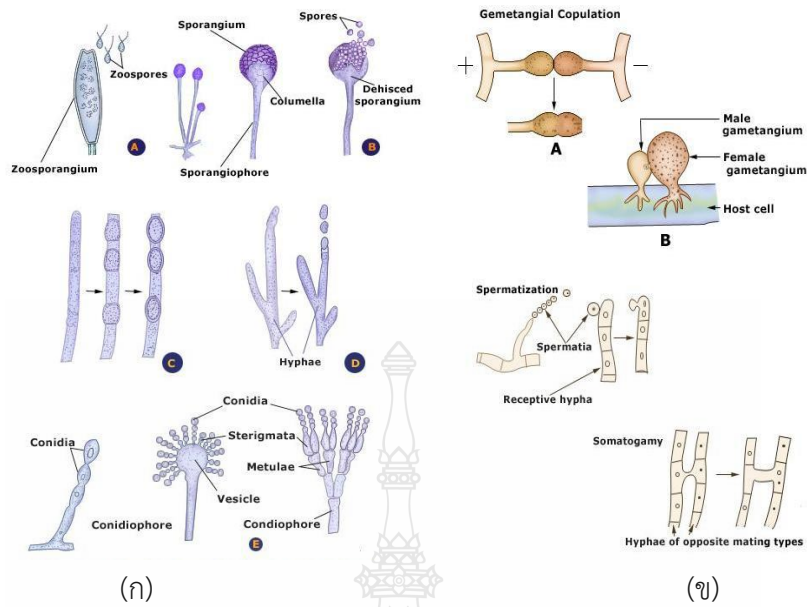 Zoospores
Zoosporangium
A
Sporangium
Columella
Sporangiophore
Spores
Dehisced
sporangium
B
C
Hyphae
D
Conidia
Conidiophore
Conidia
Sterigmata
Metulae
Vesicle
Condiophore
E
(ก)
Gemetangial Copulation
+
–
A
Male
gametangium
Female
gametangium
Host cell
B
Spermatization
Spermatia
Receptive hypha
Somatogamy
Hyphae of opposite mating types
(ข)